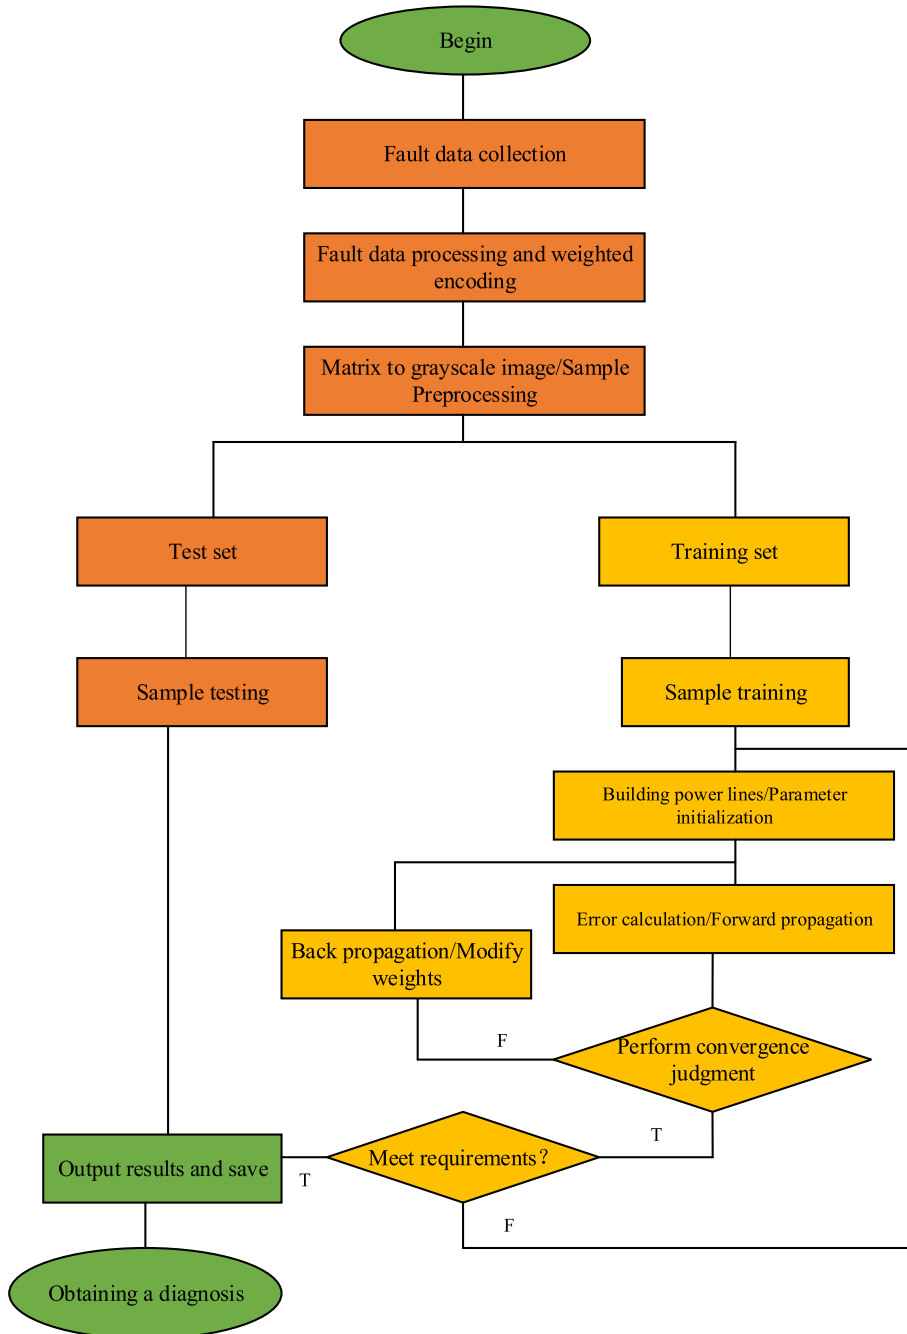 Begin
Fault data collection
Fault data processing and weighted
encoding
Matrix to grayscale image/Sample
Preprocessing
Test set
Training set
Sample testing
Sample training
Building power lines/Parameter
initialization
Error calculation/Forward propagation
Back propagation/Modify
weights
F
Perform convergence
judgment
T
Meet requirements?
Output results and save
T
F
Obtaining a diagnosis